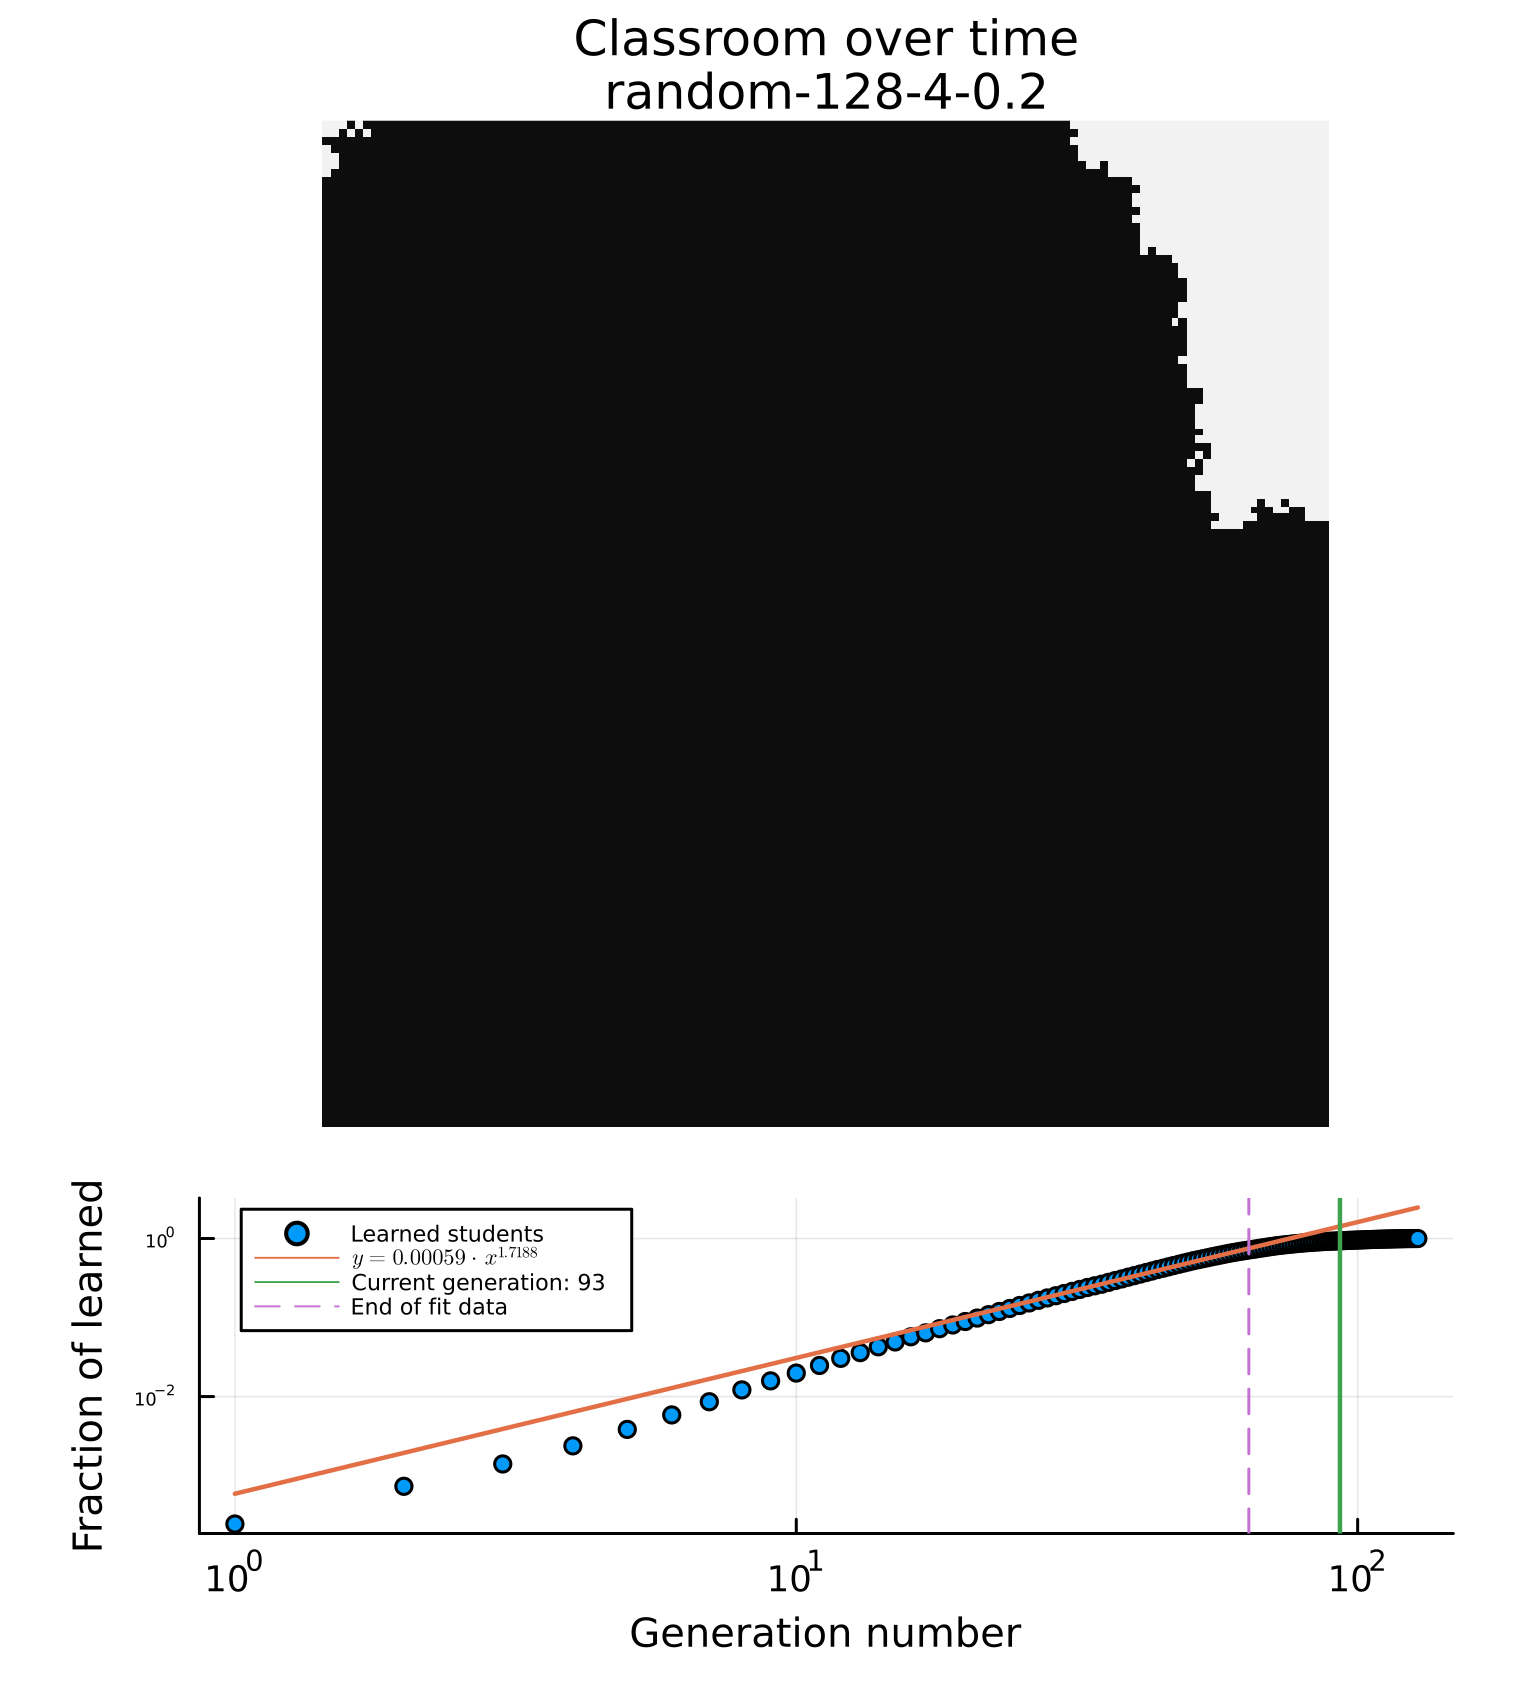 Classroom over time
random-128-4-0.2
Fraction of learned
10^0
10^-2
Learned students
y = 0.00059 · x^1.7188
Current generation: 93
End of fit data
10^0 10^1 10^2
Generation number